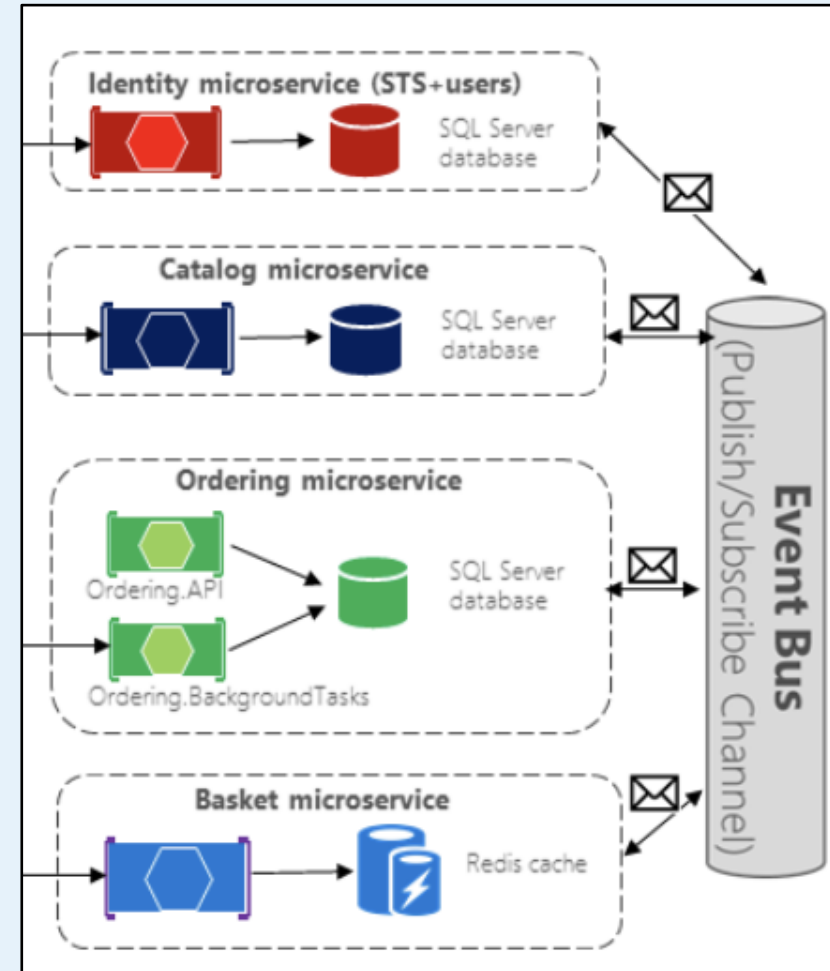 Identity microservice (STS+users)
SQL Server
database
Catalog microservice
SQL Server
database
Ordering microservice
Ordering.API
SQL Server
database
Ordering.BackgroundTasks
Basket microservice
Redis cache
Event Bus
(Publish/Subscribe Channel)